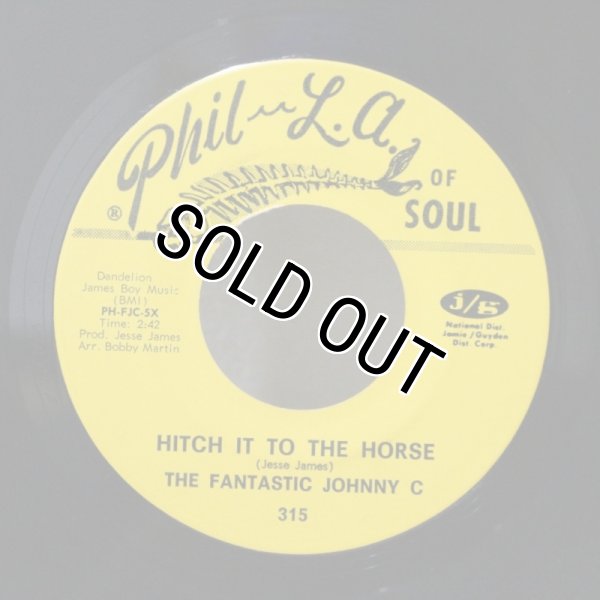 Phil-L.A.
OF
SOUL
®
Dandelion
James Boy Music
(BMI)
PH-FJC-5X
Time: 2:42
Prod. Jesse James
Arr. Bobby Martin
j/g
National Dist.
Jamie/Guyden
Dist Corp.
SOLD OUT
HITCH IT TO THE HORSE
(Jesse James)
THE FANTASTIC JOHNNY C
315